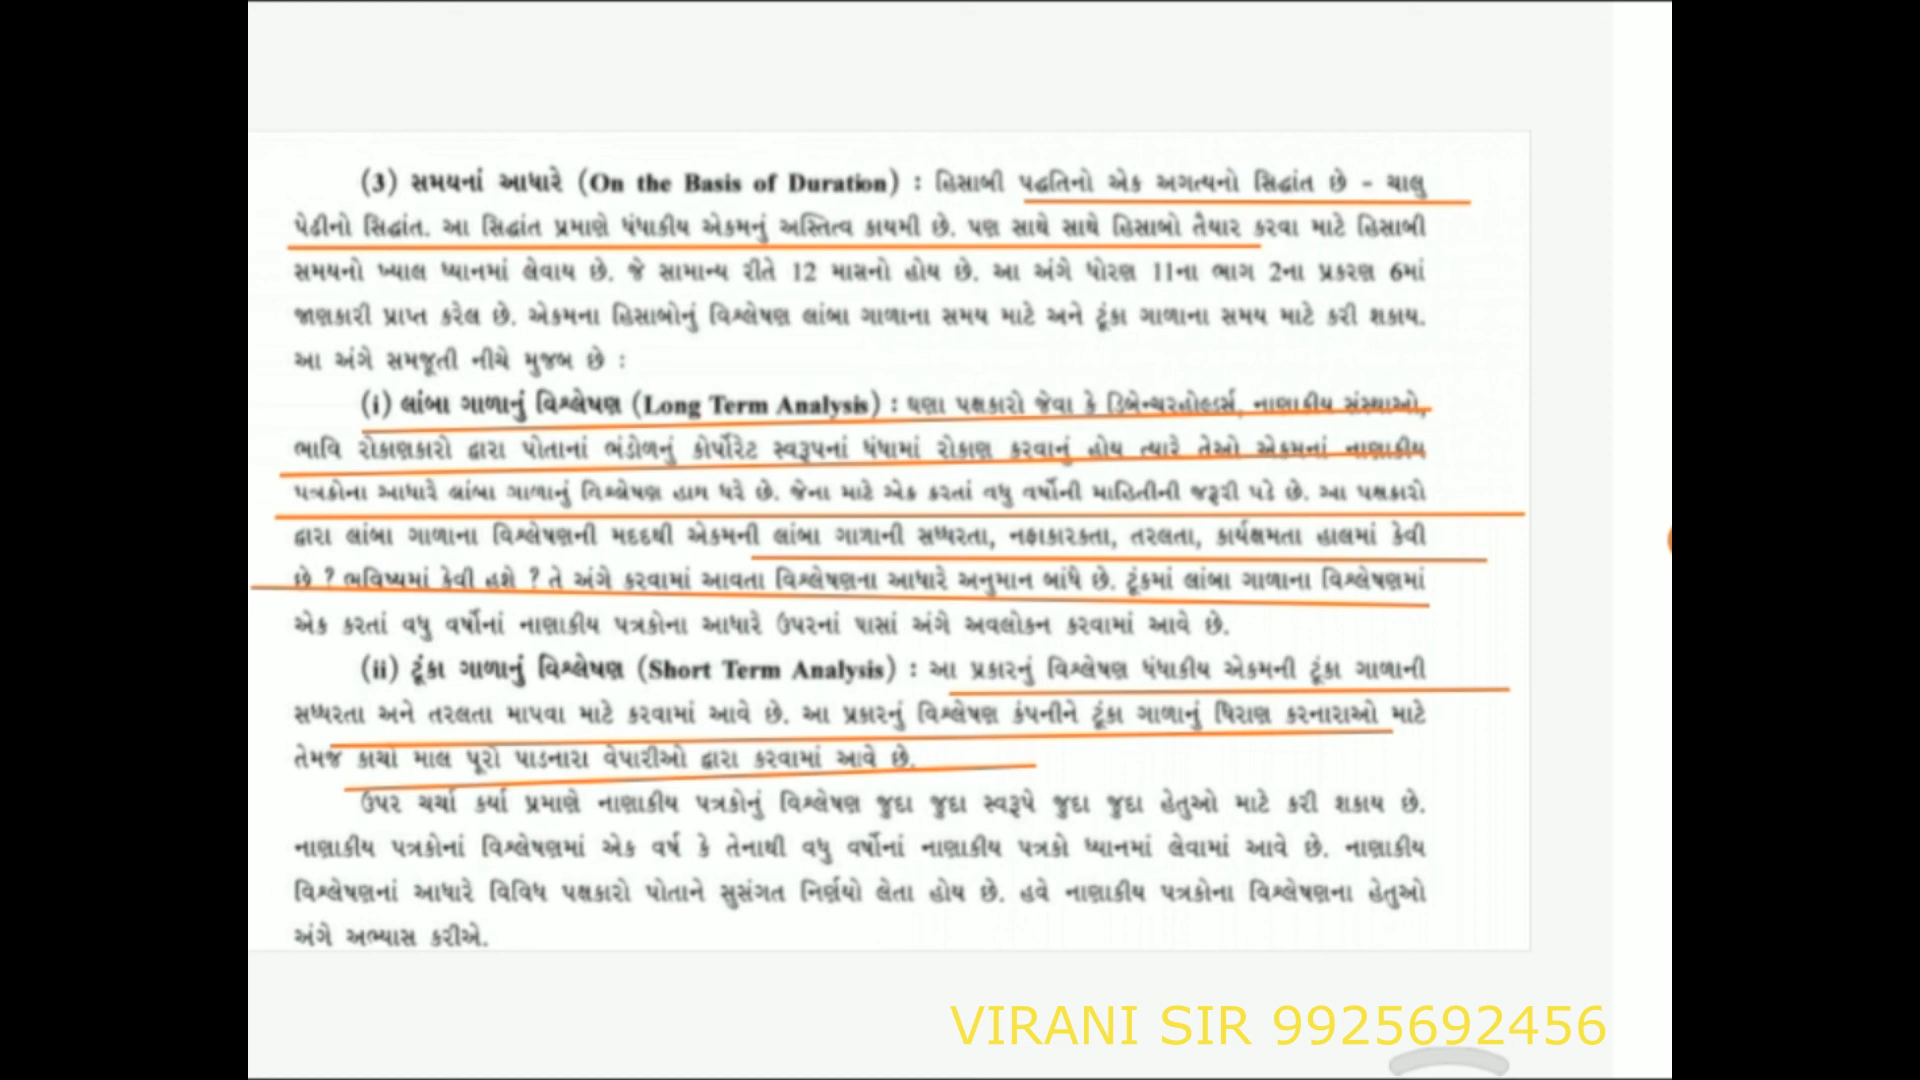 (3) સમયનાં આધારે (On the Basis of Duration) : હિસાબી પદ્ધતિનો એક અગત્યનો સિદ્ધાંત છે - ચાલુ
પેઢીનો સિદ્ધાંત. આ સિદ્ધાંત પ્રમાણે ધંધાકીય એકમનું અસ્તિત્વ કાયમી છે. પણ સાથે સાથે હિસાબો તૈયાર કરવા માટે હિસાબી
સમયનો ખ્યાલ ધ્યાનમાં લેવાય છે. જે સામાન્ય રીતે 12 માસનો હોય છે. આ અંગે ધોરણ 11ના ભાગ 2ના પ્રકરણ 6માં
જાણકારી પ્રાપ્ત કરેલ છે. એકમના હિસાબોનું વિશ્લેષણ લાંબા ગાળાના સમય માટે અને ટૂંકા ગાળાના સમય માટે કરી શકાય.
આ અંગે સમજૂતી નીચે મુજબ છે :
(i) લાંબા ગાળાનું વિશ્લેષણ (Long Term Analysis) : ઘણા પક્ષકારો જેવા કે ડિબેન્ચરહોલ્ડર્સ, નાણાકીય સંસ્થાઓ,
ભાવિ રોકાણકારો દ્વારા પોતાનાં ભંડોળનું કોર્પોરેટ સ્વરૂપનાં ધંધામાં રોકાણ કરવાનું હોય ત્યારે તેઓ એકમનાં નાણાકીય
પત્રકોના આધારે લાંબા ગાળાનું વિશ્લેષણ હાથ ધરે છે. જેના માટે એક કરતાં વધુ વર્ષોની માહિતીની જરૂરી પડે છે. આ પક્ષકારો
દ્વારા લાંબા ગાળાના વિશ્લેષણની મદદથી એકમની લાંબા ગાળાની સધ્ધરતા, નફાકારક્તા, તરલતા, કાર્યક્ષમતા હાલમાં કેવી
છે ? ભવિષ્યમાં કેવી હશે ? તે અંગે કરવામાં આવતા વિશ્લેષણના આધારે અનુમાન બાંધે છે. ટૂંકમાં લાંબા ગાળાના વિશ્લેષણમાં
એક કરતાં વધુ વર્ષોનાં નાણાકીય પત્રકોના આધારે ઉપરનાં પાસાં અંગે અવલોકન કરવામાં આવે છે.
(ii) ટૂંકા ગાળાનું વિશ્લેષણ (Short Term Analysis) : આ પ્રકારનું વિશ્લેષણ ધંધાકીય એકમની ટૂંકા ગાળાની
સધ્ધરતા અને તરલતા માપવા માટે કરવામાં આવે છે. આ પ્રકારનું વિશ્લેષણ કંપનીને ટૂંકા ગાળાનું ધિરાણ કરનારાઓ માટે
તેમજ કાચો માલ પૂરો પાડનારા વેપારીઓ દ્વારા કરવામાં આવે છે.
ઉપર ચર્ચા કર્યા પ્રમાણે નાણાકીય પત્રકોનું વિશ્લેષણ જુદા જુદા સ્વરૂપે જુદા જુદા હેતુઓ માટે કરી શકાય છે.
નાણાકીય પત્રકોનાં વિશ્લેષણમાં એક વર્ષ કે તેનાથી વધુ વર્ષોનાં નાણાકીય પત્રકો ધ્યાનમાં લેવામાં આવે છે. નાણાકીય
વિશ્લેષણનાં આધારે વિવિધ પક્ષકારો પોતાને સુસંગત નિર્ણયો લેતા હોય છે. હવે નાણાકીય પત્રકોના વિશ્લેષણના હેતુઓ
અંગે અભ્યાસ કરીએ.
VIRANI SIR 9925692456